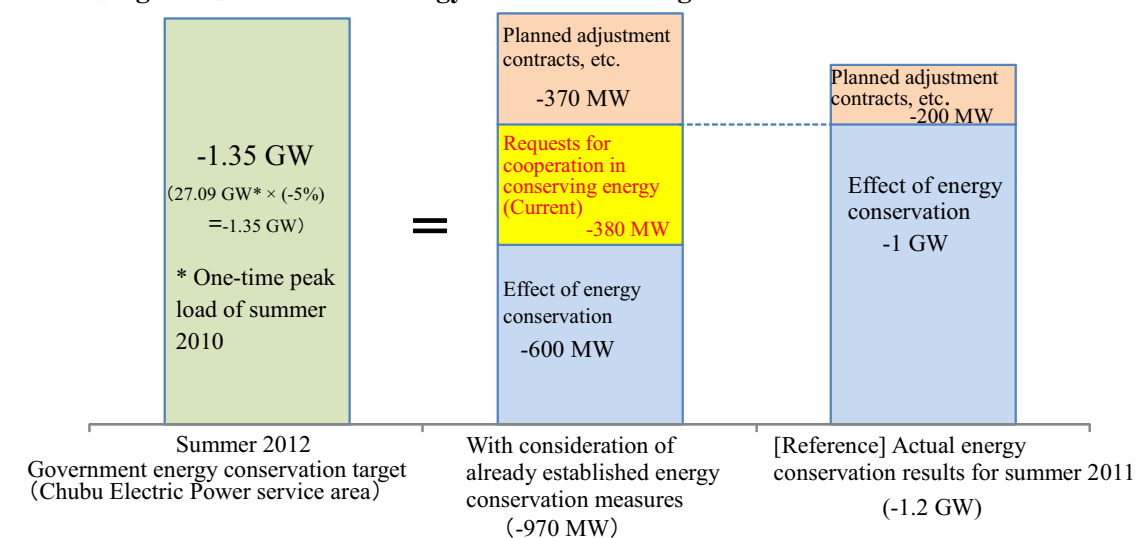 -1.35 GW
(27.09 GW* × (-5%)
=-1.35 GW)
* One-time peak
load of summer
2010
=
Planned adjustment
contracts, etc.
-370 MW
Requests for
cooperation in
conserving energy
(Current)
-380 MW
Effect of energy
conservation
-600 MW
Planned adjustment
contracts, etc.
-200 MW
Effect of energy
conservation
-1 GW
Summer 2012
Government energy conservation target
(Chubu Electric Power service area)
With consideration of
already established energy
conservation measures
(-970 MW)
[Reference] Actual energy
conservation results for summer 2011
(-1.2 GW)